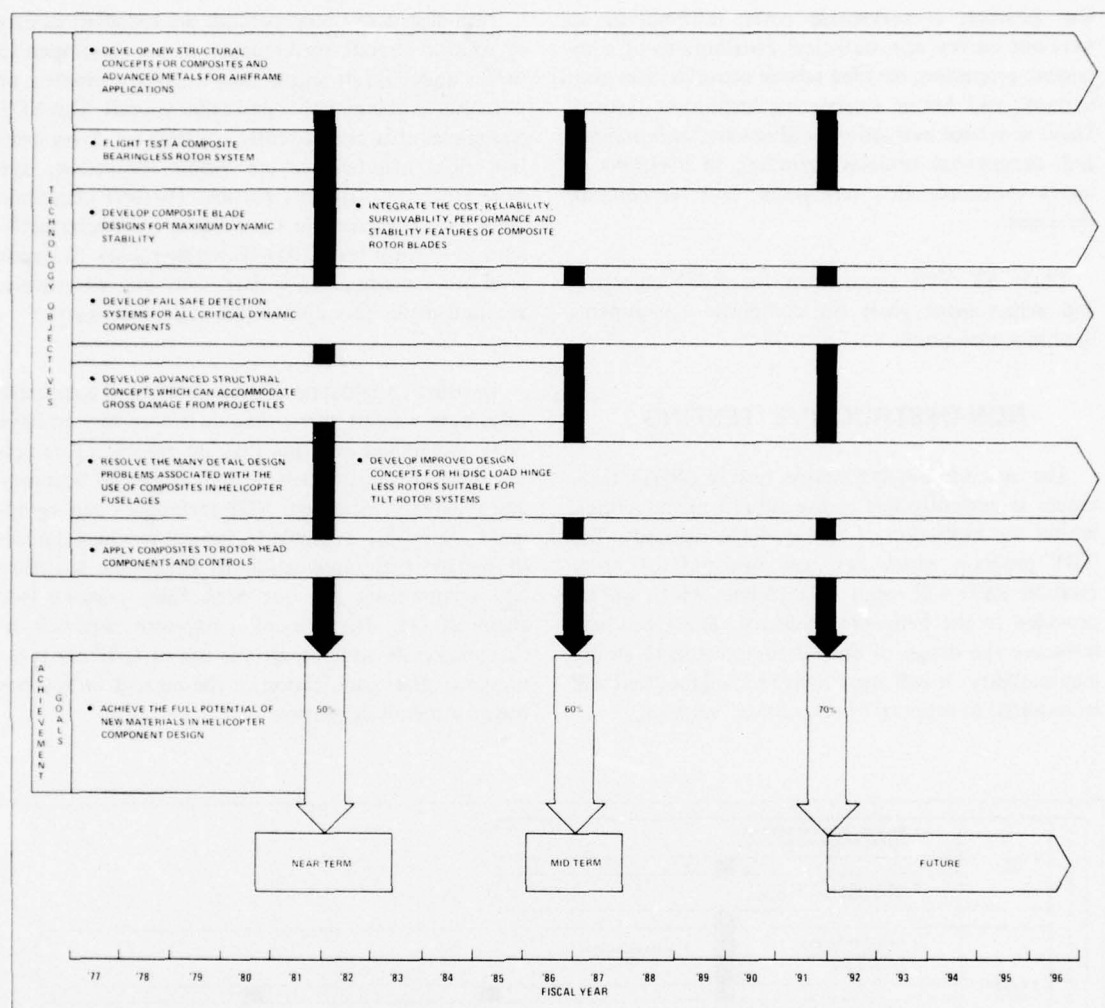 TECHNOLOGY OBJECTIVES
• DEVELOP NEW STRUCTURAL
CONCEPTS FOR COMPOSITES AND
ADVANCED METALS FOR AIRFRAME
APPLICATIONS
• FLIGHT TEST A COMPOSITE
BEARINGLESS ROTOR SYSTEM
• DEVELOP COMPOSITE BLADE
DESIGNS FOR MAXIMUM DYNAMIC
STABILITY
• INTEGRATE THE COST, RELIABILITY,
SURVIVABILITY, PERFORMANCE AND
STABILITY FEATURES OF COMPOSITE
ROTOR BLADES
• DEVELOP FAIL SAFE DETECTION
SYSTEMS FOR ALL CRITICAL DYNAMIC
COMPONENTS
• DEVELOP ADVANCED STRUCTURAL
CONCEPTS WHICH CAN ACCOMMODATE
GROSS DAMAGE FROM PROJECTILES
• RESOLVE THE MANY DETAIL DESIGN
PROBLEMS ASSOCIATED WITH THE
USE OF COMPOSITES IN HELICOPTER
FUSELAGES
• DEVELOP IMPROVED DESIGN
CONCEPTS FOR HI DISC LOAD HINGE
LESS ROTORS SUITABLE FOR
TILT ROTOR SYSTEMS
• APPLY COMPOSITES TO ROTOR HEAD
COMPONENTS AND CONTROLS
ACHIEVEMENT
GOALS
• ACHIEVE THE FULL POTENTIAL OF
NEW MATERIALS IN HELICOPTER
COMPONENT DESIGN
50% 60% 70%
NEAR TERM MID TERM FUTURE
'77 '78 '79 '80 '81 '82 '83 '84 '85 '86 '87 '88 '89 '90 '91 '92 '93 '94 '95 '96
FISCAL YEAR